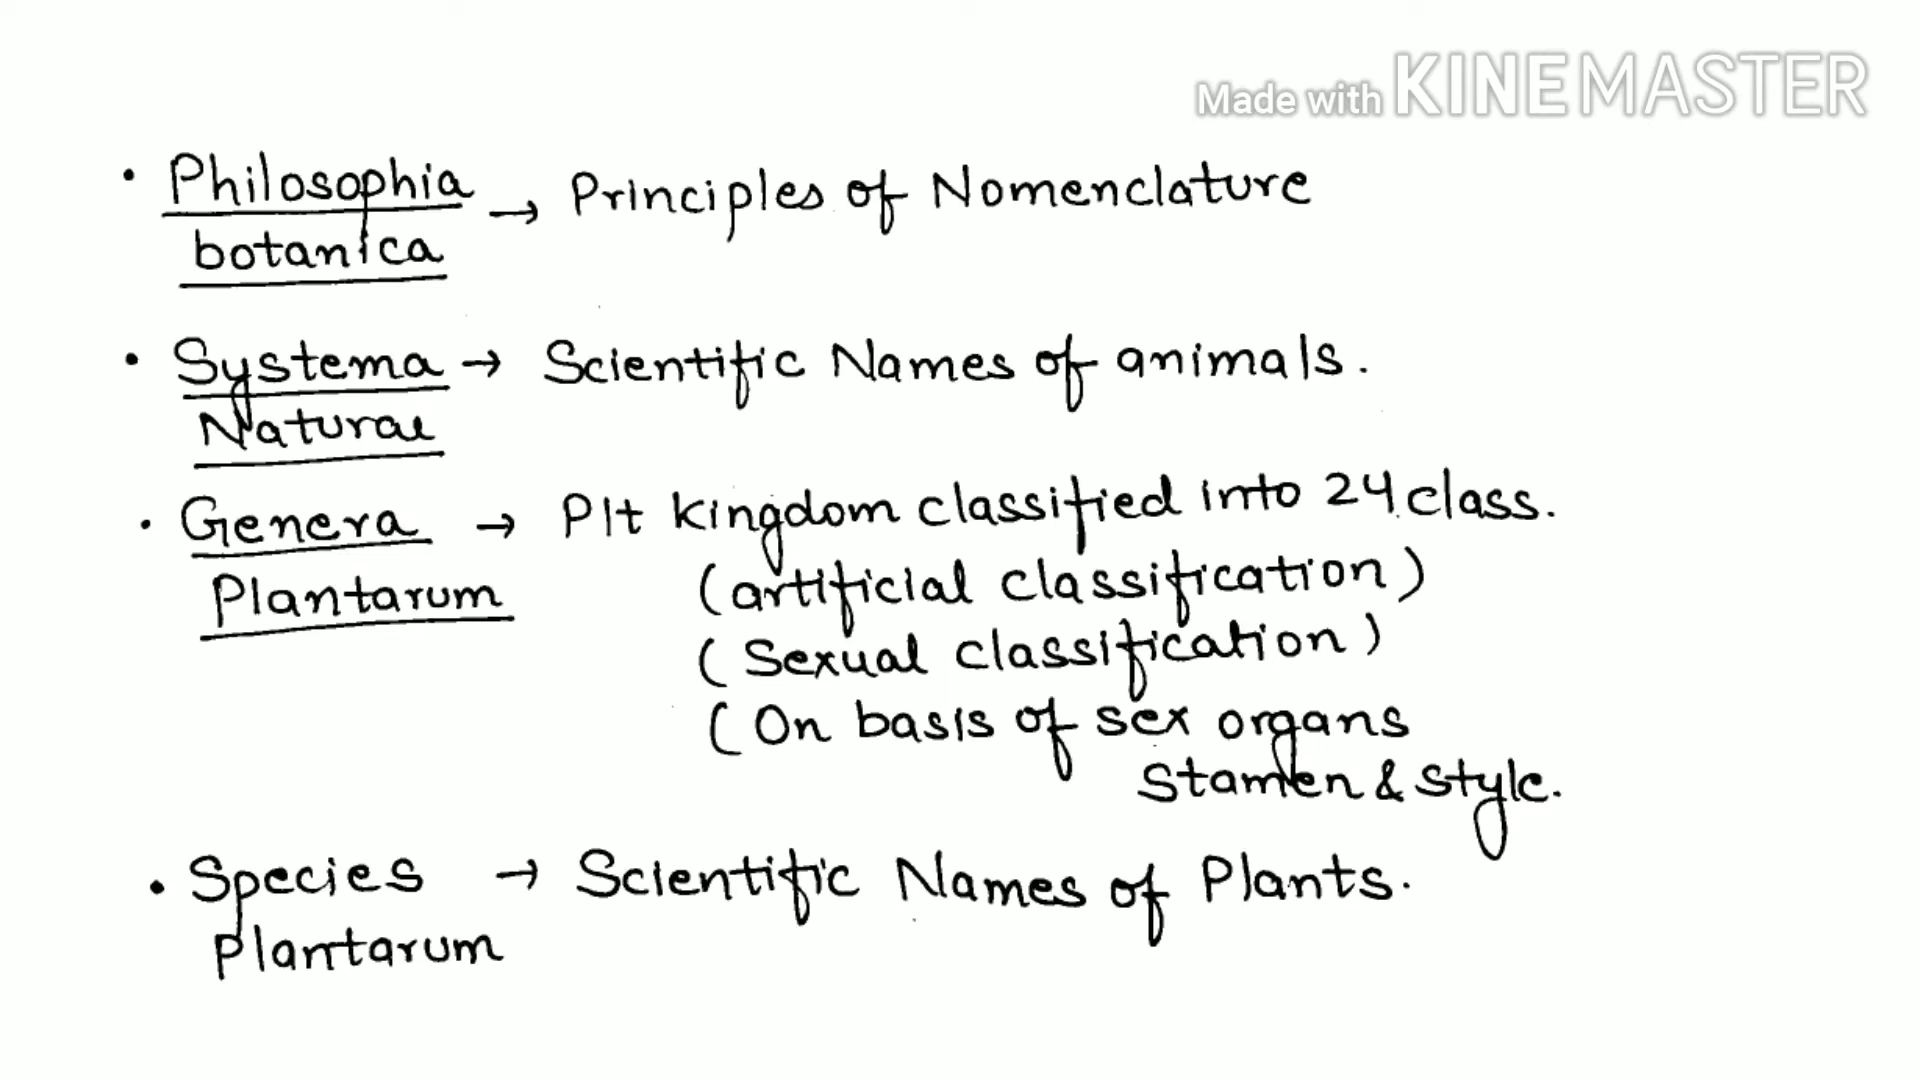 Made with KINEMASTER
• Philosophia → Principles of Nomenclature
botanica
• Systema → Scientific Names of animals.
Naturae
• Genera → Plt kingdom classified into 24 class.
Plantarum (artificial classification)
(Sexual classification)
(On basis of sex organs
Stamen & style.
• Species → Scientific Names of Plants.
Plantarum